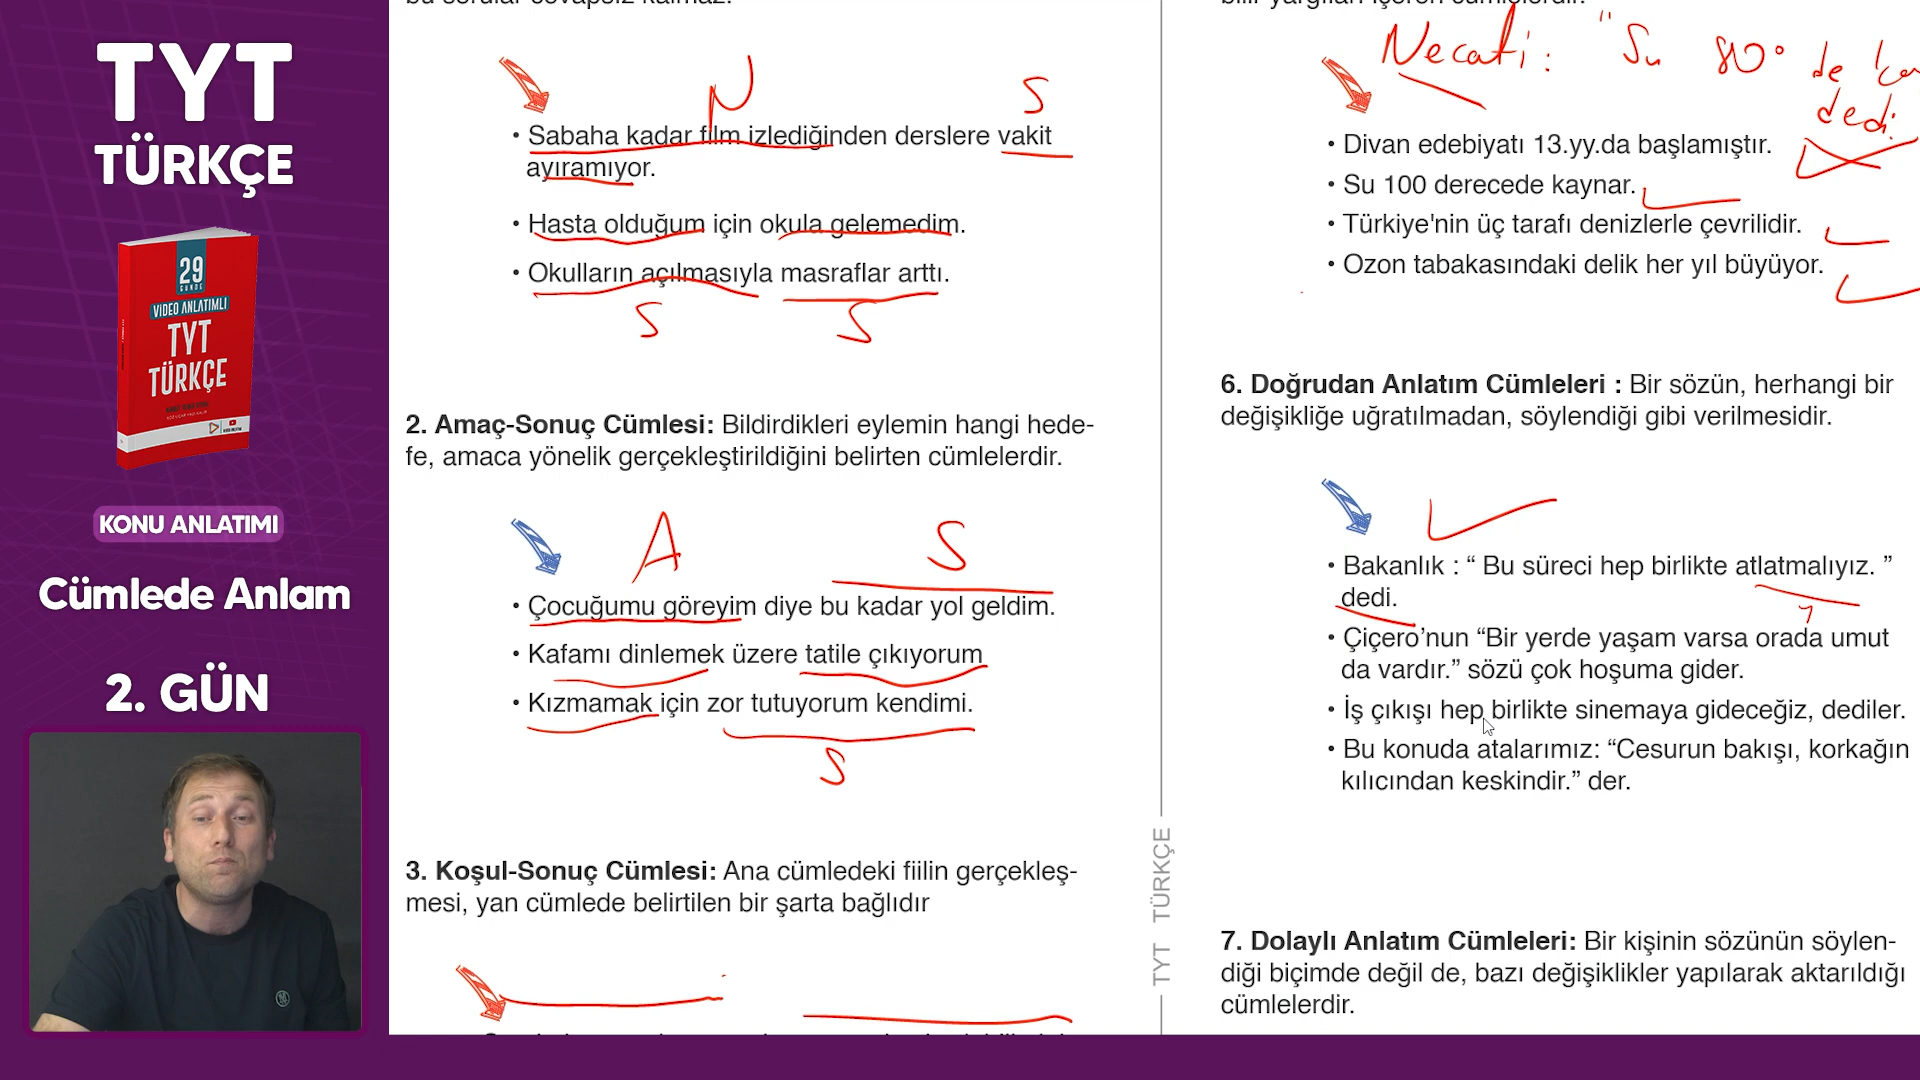 TYT
TÜRKÇE
29
GÜNDE
VİDEO ANLATIMLI
TYT
TÜRKÇE
KONU ANLATIMI
Cümlede Anlam
2. GÜN
N
S
• Sabaha kadar film izlediğinden derslere vakit
ayıramıyor.
• Hasta olduğum için okula gelemedim.
• Okulların açılmasıyla masraflar arttı.
S
S
2. Amaç-Sonuç Cümlesi: Bildirdikleri eylemin hangi hede-
fe, amaca yönelik gerçekleştirildiğini belirten cümlelerdir.
A
S
• Çocuğumu göreyim diye bu kadar yol geldim.
• Kafamı dinlemek üzere tatile çıkıyorum
• Kızmamak için zor tutuyorum kendimi.
S
3. Koşul-Sonuç Cümlesi: Ana cümledeki fiilin gerçekleş-
mesi, yan cümlede belirtilen bir şarta bağlıdır
TYT TÜRKÇE
TYT
Necati: "Su 80° de
dedi.
• Divan edebiyatı 13.yy.da başlamıştır.
• Su 100 derecede kaynar.
• Türkiye'nin üç tarafı denizlerle çevrilidir.
• Ozon tabakasındaki delik her yıl büyüyor.
6. Doğrudan Anlatım Cümleleri : Bir sözün, herhangi bir
değişikliğe uğratılmadan, söylendiği gibi verilmesidir.
• Bakanlık : “ Bu süreci hep birlikte atlatmalıyız. ”
dedi.
• Çiçero’nun “Bir yerde yaşam varsa orada umut
da vardır.” sözü çok hoşuma gider.
• İş çıkışı hep birlikte sinemaya gideceğiz, dediler.
• Bu konuda atalarımız: “Cesurun bakışı, korkağın
kılıcından keskindir.” der.
7. Dolaylı Anlatım Cümleleri: Bir kişinin sözünün söylen-
diği biçimde değil de, bazı değişiklikler yapılarak aktarıldığı
cümlelerdir.